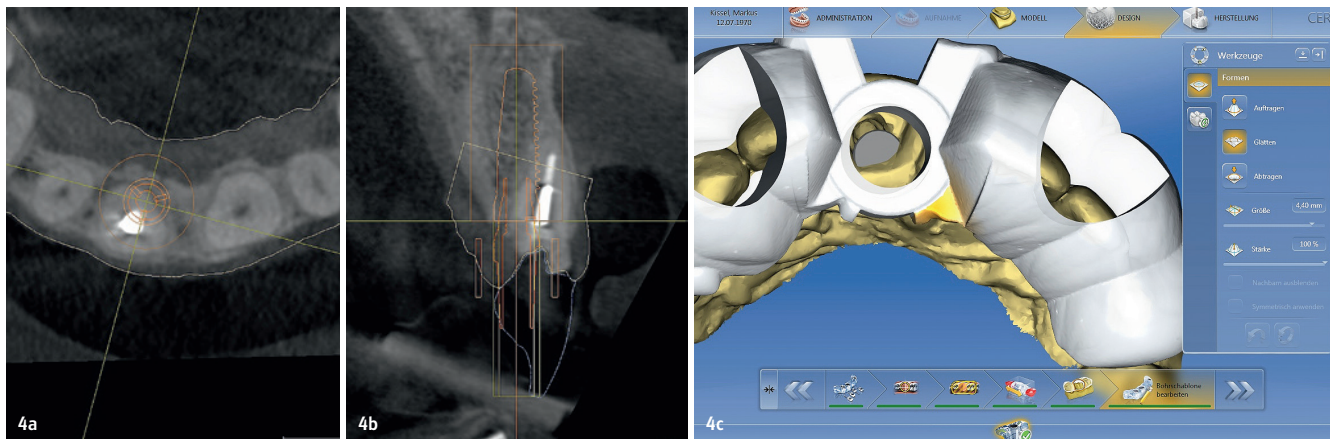 Kissel, Markus
12.07.1970
ADMINISTRATION
AUFNAHME
MODELL
DESIGN
HERSTELLUNG
CER
Werkzeuge
Formen
Auftragen
Glätten
Abtragen
Größe
4,40 mm
Stärke
100 %
Nachbarn ausblenden
Symmetrisch anwenden
Bohrschablone
bearbeiten
4a
4b
4c